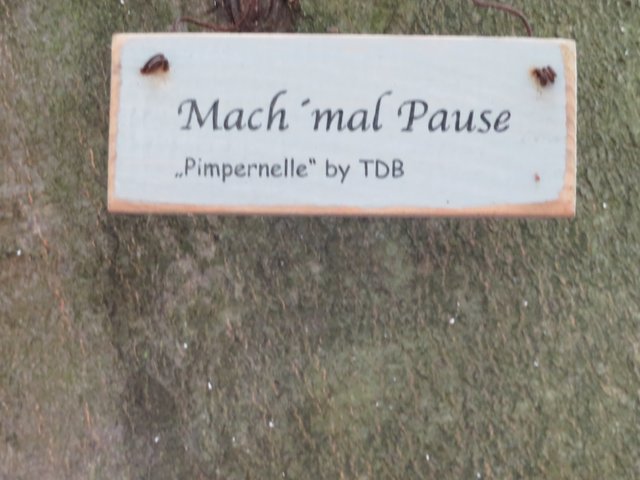 Mach ´mal Pause
„Pimpernelle“ by TDB